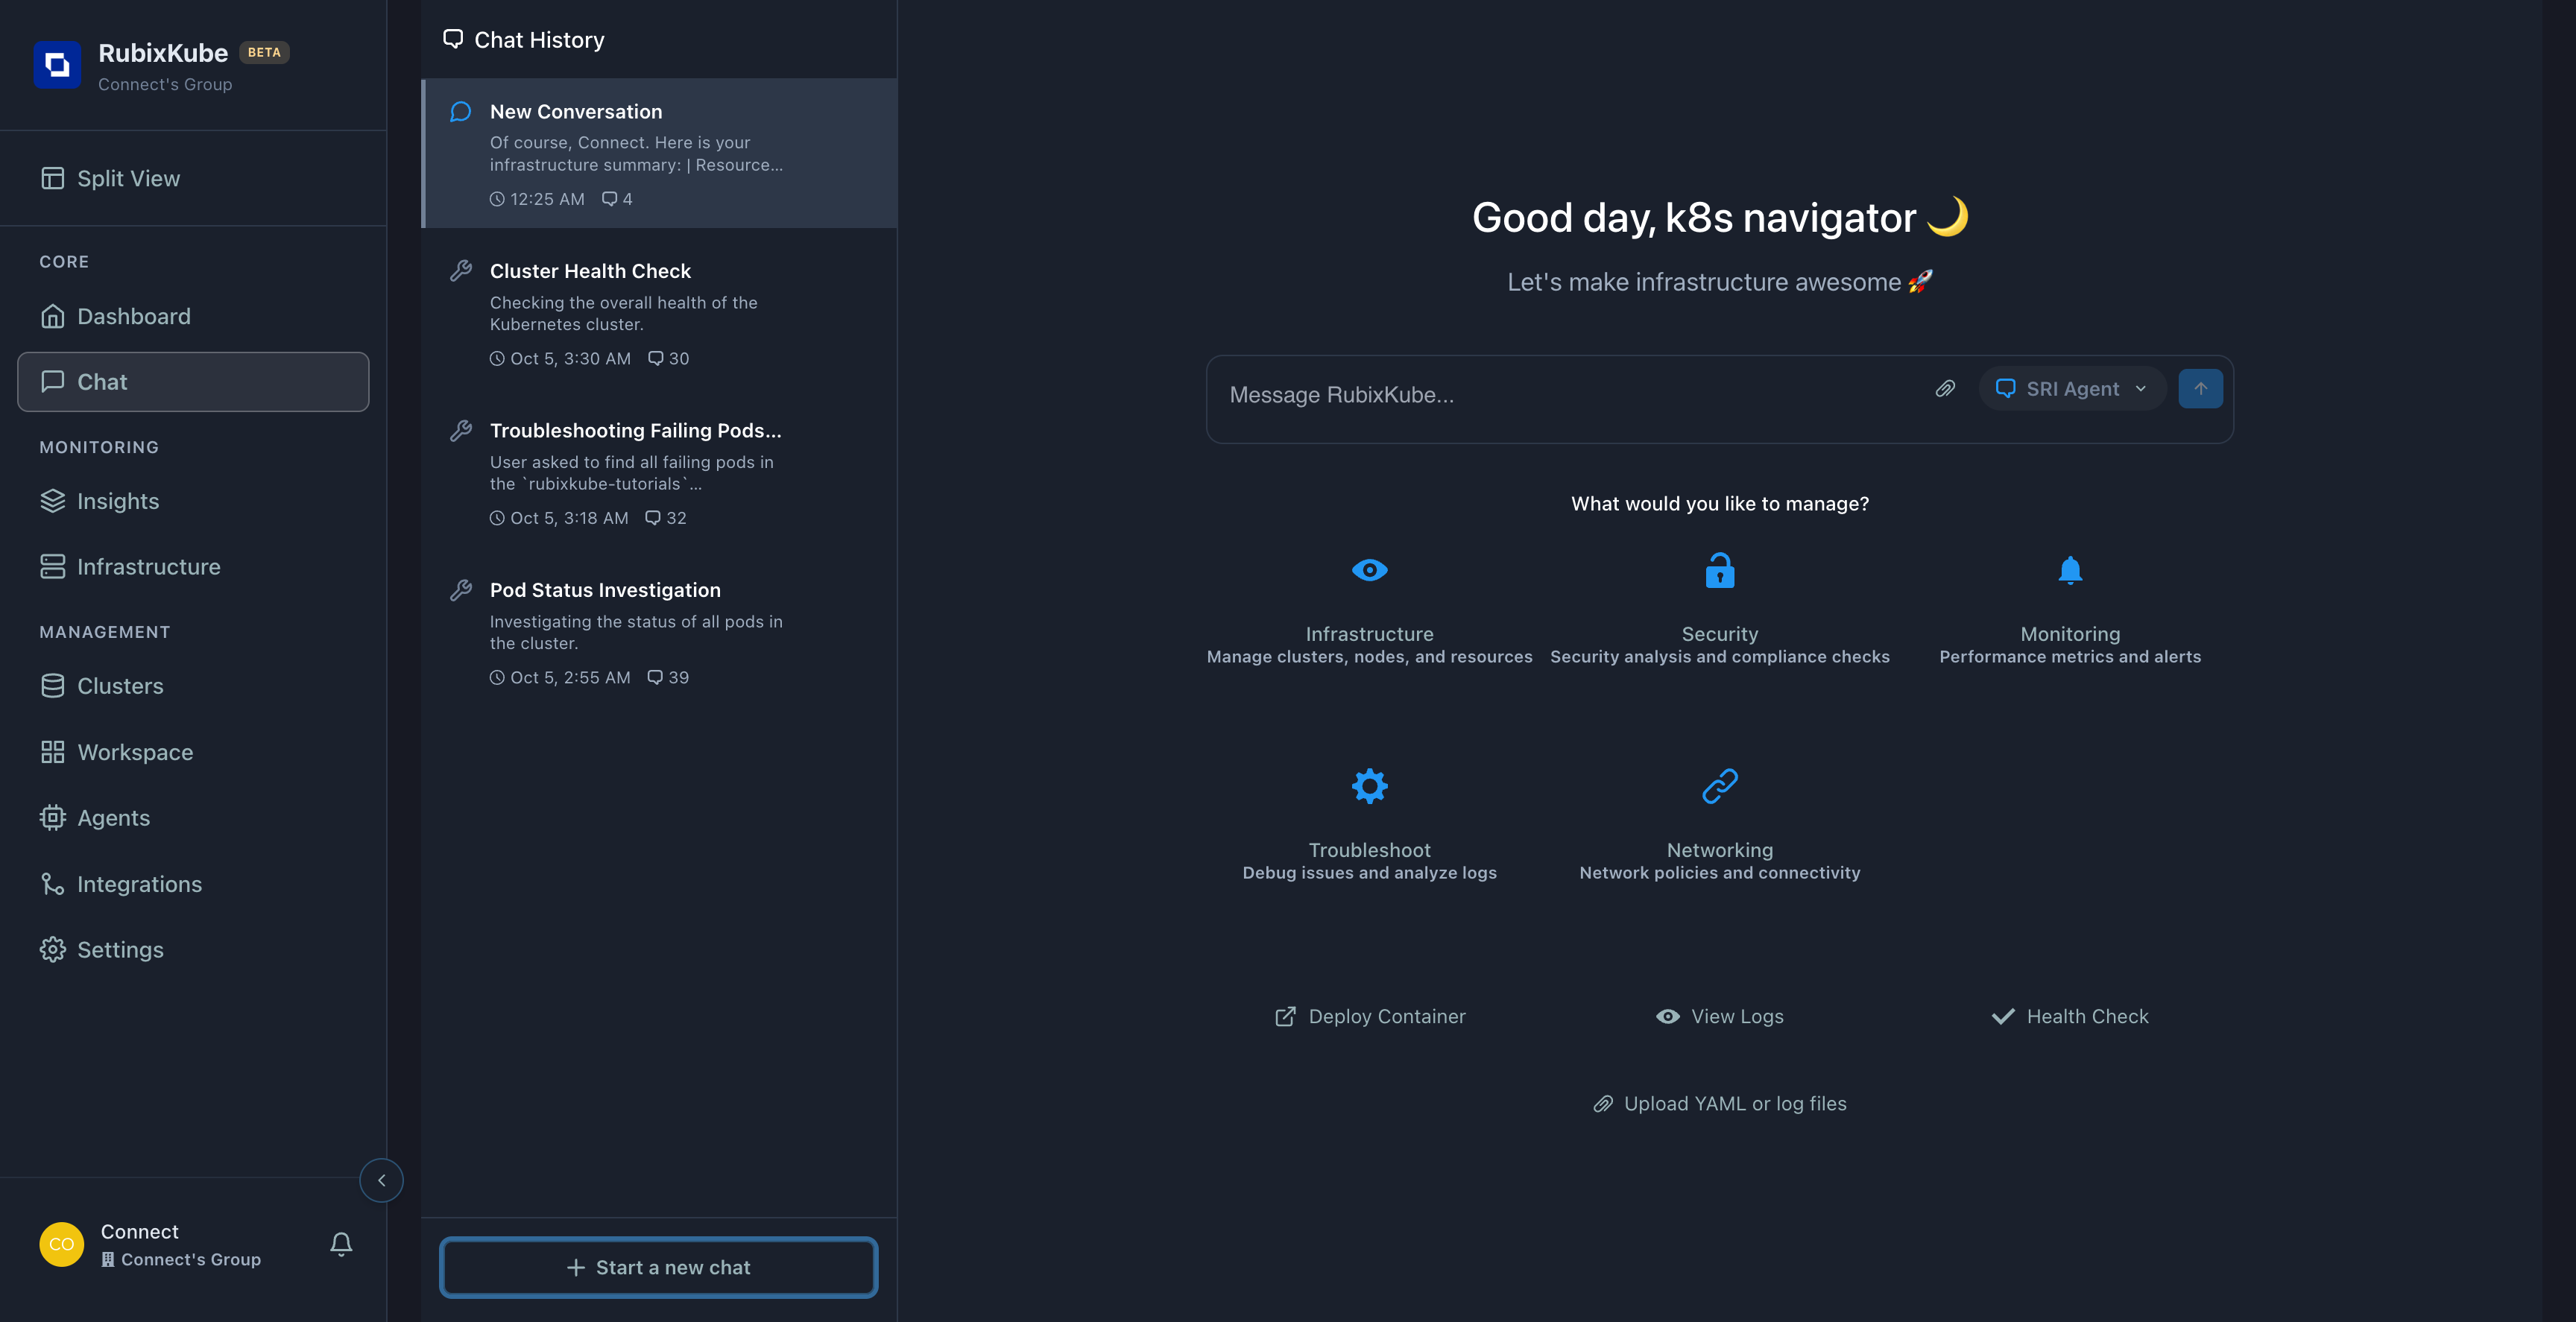 RubixKube BETA
Connect's Group
Split View
CORE
Dashboard
Chat
MONITORING
Insights
Infrastructure
MANAGEMENT
Clusters
Workspace
Agents
Integrations
Settings
CO
Connect
Connect's Group
Chat History
New Conversation
Of course, Connect. Here is your
infrastructure summary: | Resource...
12:25 AM 4
Cluster Health Check
Checking the overall health of the
Kubernetes cluster.
Oct 5, 3:30 AM 30
Troubleshooting Failing Pods...
User asked to find all failing pods in
the `rubixkube-tutorials`...
Oct 5, 3:18 AM 32
Pod Status Investigation
Investigating the status of all pods in
the cluster.
Oct 5, 2:55 AM 39
+ Start a new chat
Good day, k8s navigator 🌙
Let's make infrastructure awesome 🚀
Message RubixKube...
SRI Agent
What would you like to manage?
Infrastructure
Manage clusters, nodes, and resources
Security
Security analysis and compliance checks
Monitoring
Performance metrics and alerts
Troubleshoot
Debug issues and analyze logs
Networking
Network policies and connectivity
Deploy Container
View Logs
Health Check
Upload YAML or log files